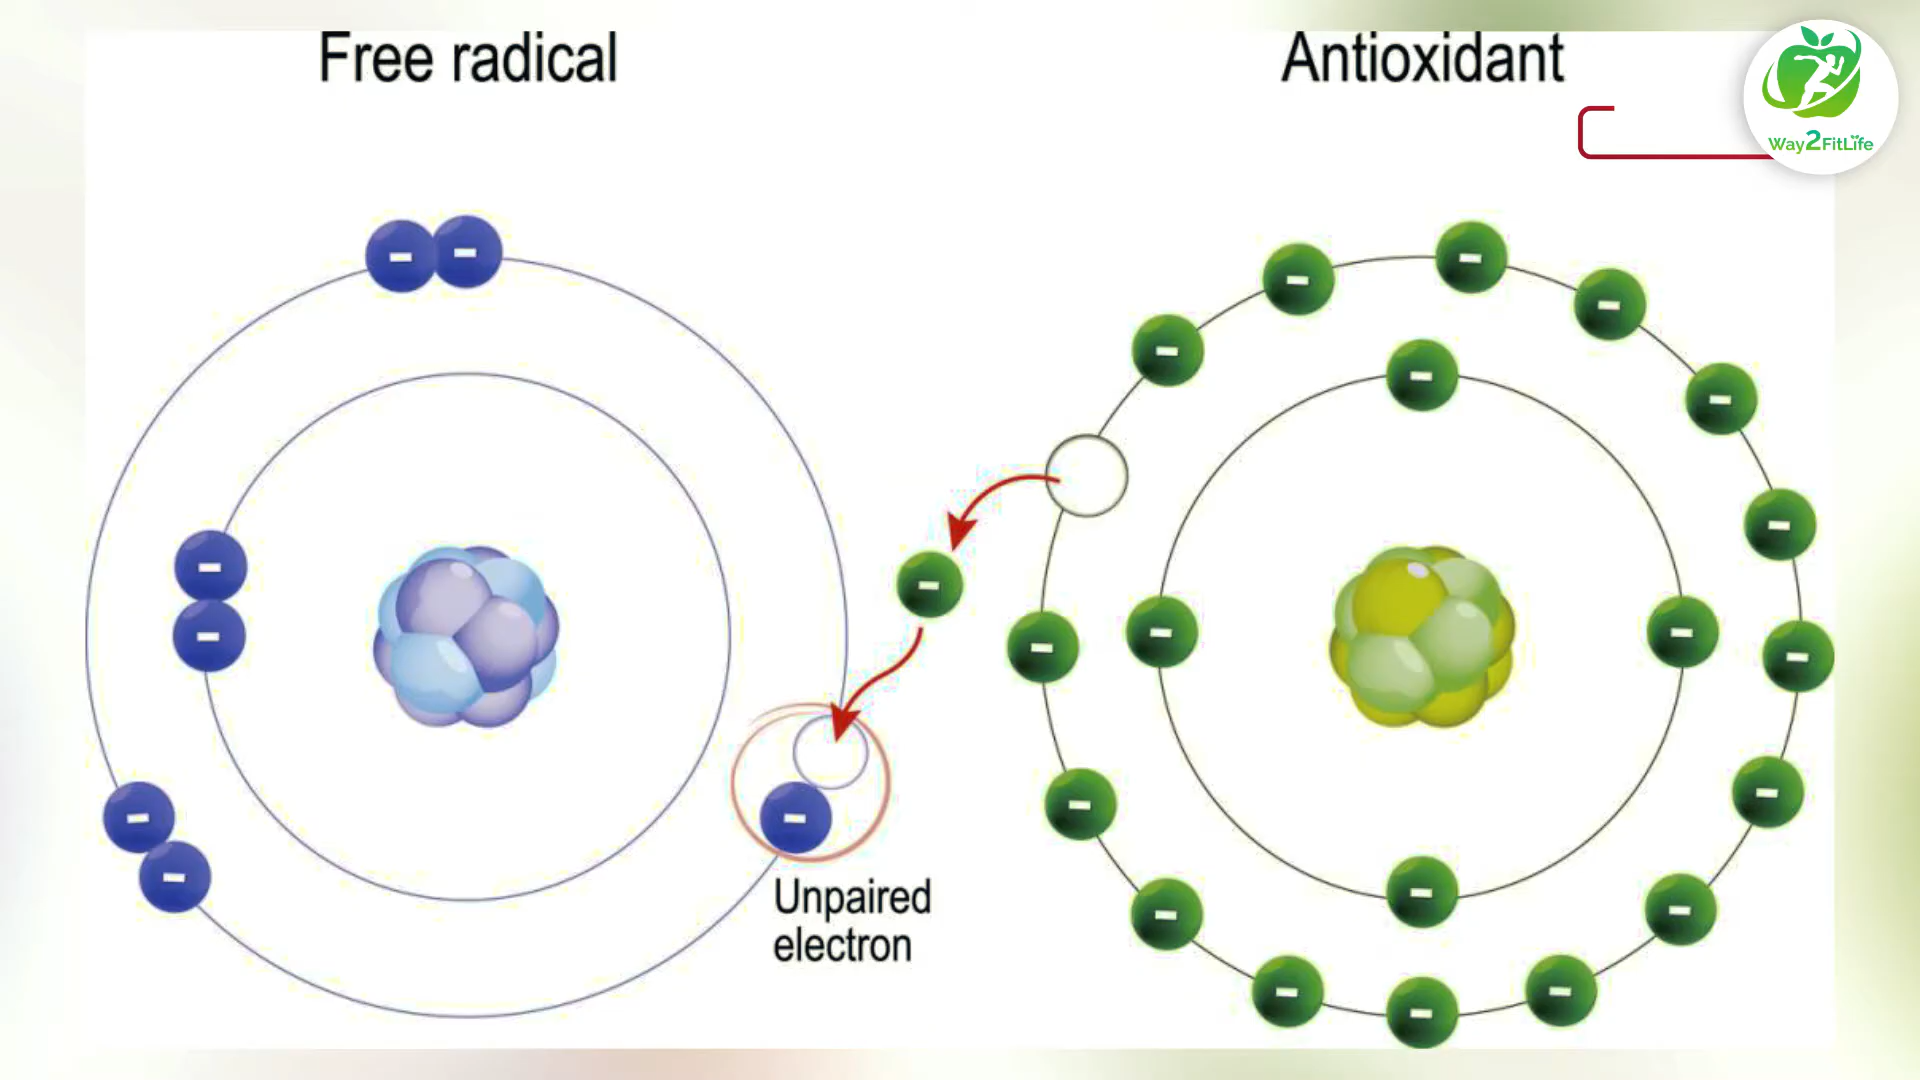 Free radical
Antioxidant
Way2FitLife
Unpaired
electron